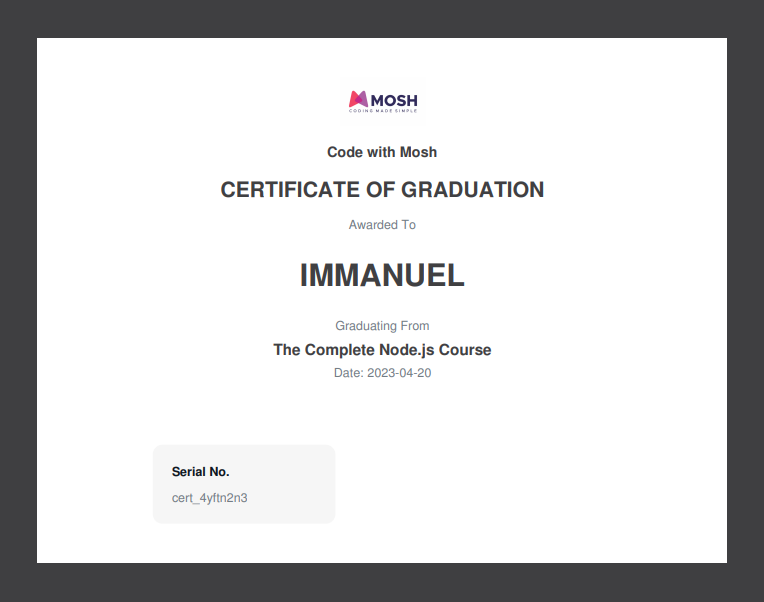 MOSH
CODING MADE SIMPLE
Code with Mosh
CERTIFICATE OF GRADUATION
Awarded To
IMMANUEL
Graduating From
The Complete Node.js Course
Date: 2023-04-20
Serial No.
cert_4yftn2n3